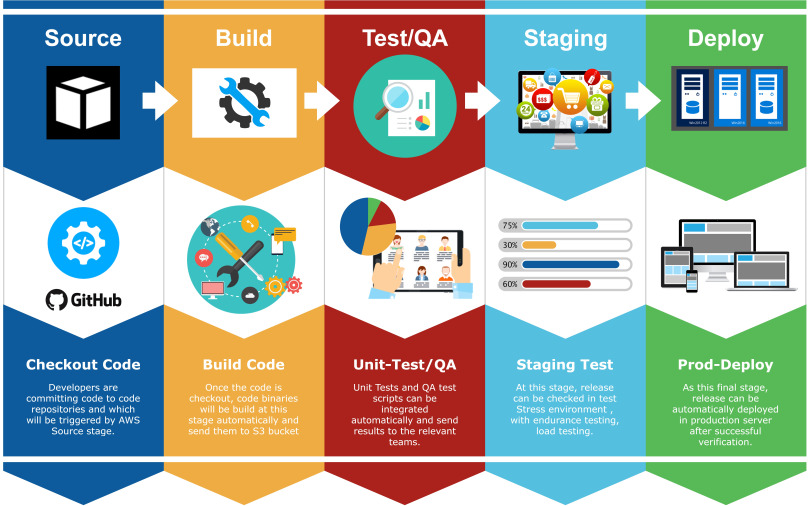 Source
Build
Test/QA
Staging
Deploy
24
$$$
75%
30%
90%
60%
GitHub
Checkout Code
Developers are
committing code to code
repositories and which
will be triggered by AWS
Source stage.
Build Code
Once the code is
checkout, code binaries
will be build at this
stage automatically and
send them to S3 bucket
Unit-Test/QA
Unit Tests and QA test
scripts can be
integrated
automatically and send
results to the relevant
teams.
Staging Test
At this stage, release
can be checked in test
Stress environment ,
with endurance testing,
load testing.
Prod-Deploy
As this final stage,
release can be
automatically deployed
in production server
after successful
verification.